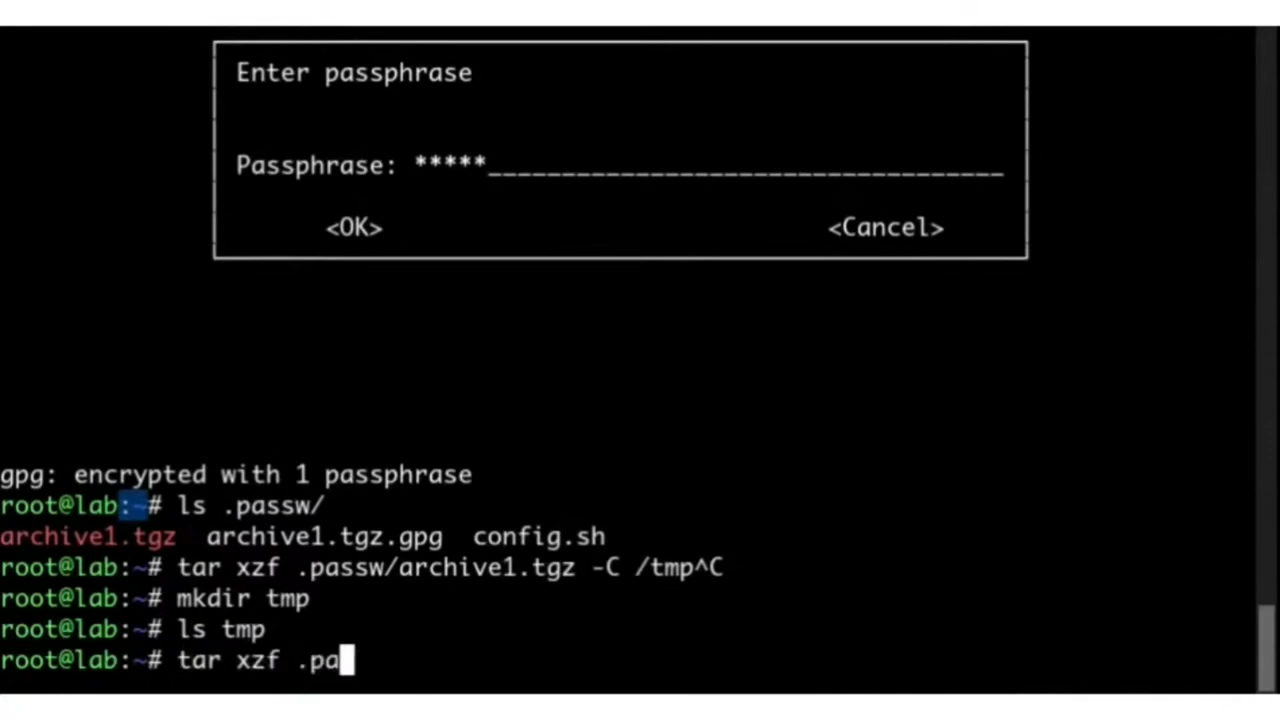 Enter passphrase
Passphrase: *****___________________________________
<OK> <Cancel>
gpg: encrypted with 1 passphrase
root@lab:~# ls .passw/
archive1.tgz archive1.tgz.gpg config.sh
root@lab:~# tar xzf .passw/archive1.tgz -C /tmp^C
root@lab:~# mkdir tmp
root@lab:~# ls tmp
root@lab:~# tar xzf .pa